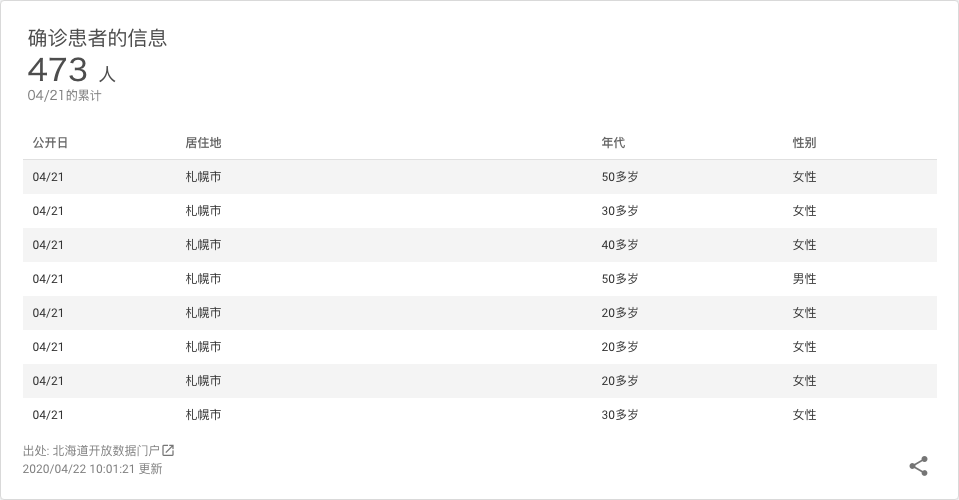 确诊患者的信息
473 人
04/21的累计
公开日 居住地 年代 性别
04/21 札幌市 50多岁 女性
04/21 札幌市 30多岁 女性
04/21 札幌市 40多岁 女性
04/21 札幌市 50多岁 男性
04/21 札幌市 20多岁 女性
04/21 札幌市 20多岁 女性
04/21 札幌市 20多岁 女性
04/21 札幌市 30多岁 女性
出处: 北海道开放数据门户
2020/04/22 10:01:21 更新